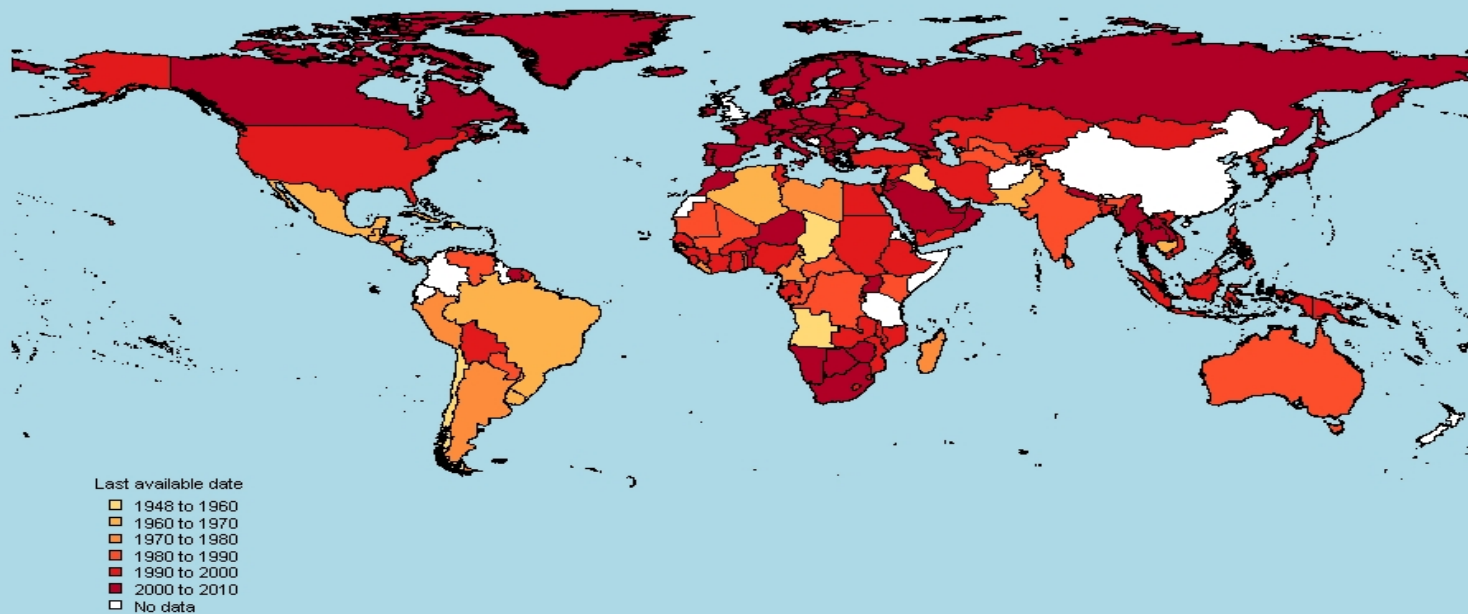 Last available date
1948 to 1960
1960 to 1970
1970 to 1980
1980 to 1990
1990 to 2000
2000 to 2010
No data